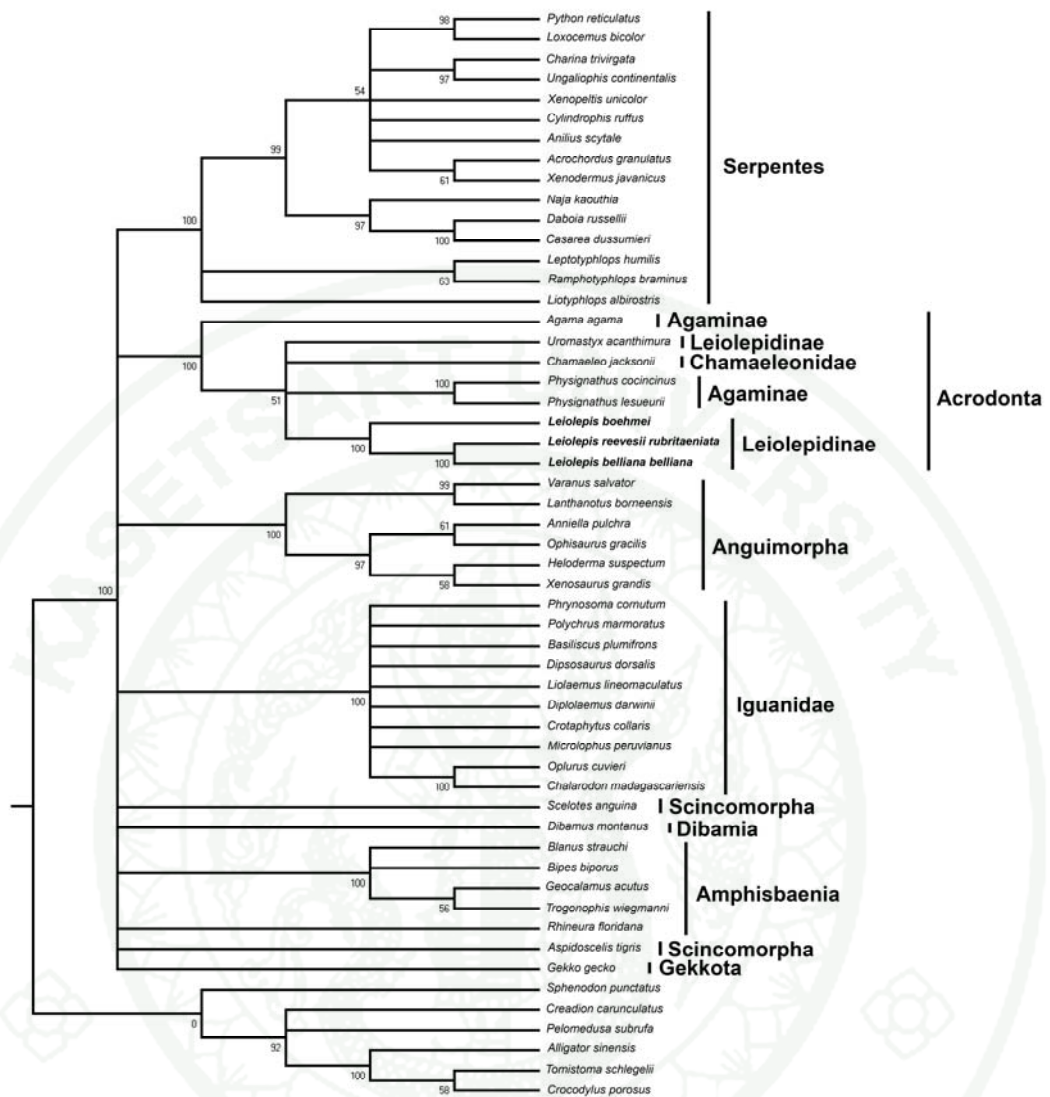 98
Python reticulatus
Loxocemus bicolor
Charina trivirgata
97
Ungaliophis continentalis
54
Xenopeltis unicolor
Cylindrophis ruffus
Anilius scytale
99
Acrochordus granulatus
61
Xenodermus javanicus
Serpentes
Naja kaouthia
97
Daboia russellii
100
Casarea dussumieri
100
Leptotyphlops humilis
63
Ramphotyphlops braminus
Liotyphlops albirostris
Agama agama
Agaminae
100
Uromastyx acanthimura
Leiolepidinae
Chamaeleo jacksonii
Chamaeleonidae
100
Physignathus cocincinus
51
Physignathus lesueurii
Agaminae
Acrodonta
Leiolepis boehmei
100
Leiolepis reevesii rubritaeniata
Leiolepidinae
100
Leiolepis belliana belliana
99
Varanus salvator
Lanthanotus borneensis
61
Anniella pulchra
100
Ophisaurus gracilis
Anguimorpha
97
Heloderma suspectum
58
Xenosaurus grandis
100
Phrynosoma cornutum
Polychrus marmoratus
Basiliscus plumifrons
Dipsosaurus dorsalis
Liolaemus lineomaculatus
100
Diplolaemus darwinii
Iguanidae
Crotaphytus collaris
Microlophus peruvianus
Oplurus cuvieri
100
Chalarodon madagascariensis
Scelotes anguina
Scincomorpha
Dibamus montanus
Dibamia
Blanus strauchi
100
Bipes biporus
Geocalamus acutus
Amphisbaenia
56
Trogonophis wiegmanni
Rhineura floridana
Aspidoscelis tigris
Scincomorpha
Gekko gecko
Gekkota
Sphenodon punctatus
0
Creadion carunculatus
92
Pelomedusa subrufa
Alligator sinensis
100
Tomistoma schlegelii
58
Crocodylus porosus
KASETSART UNIVERSITY